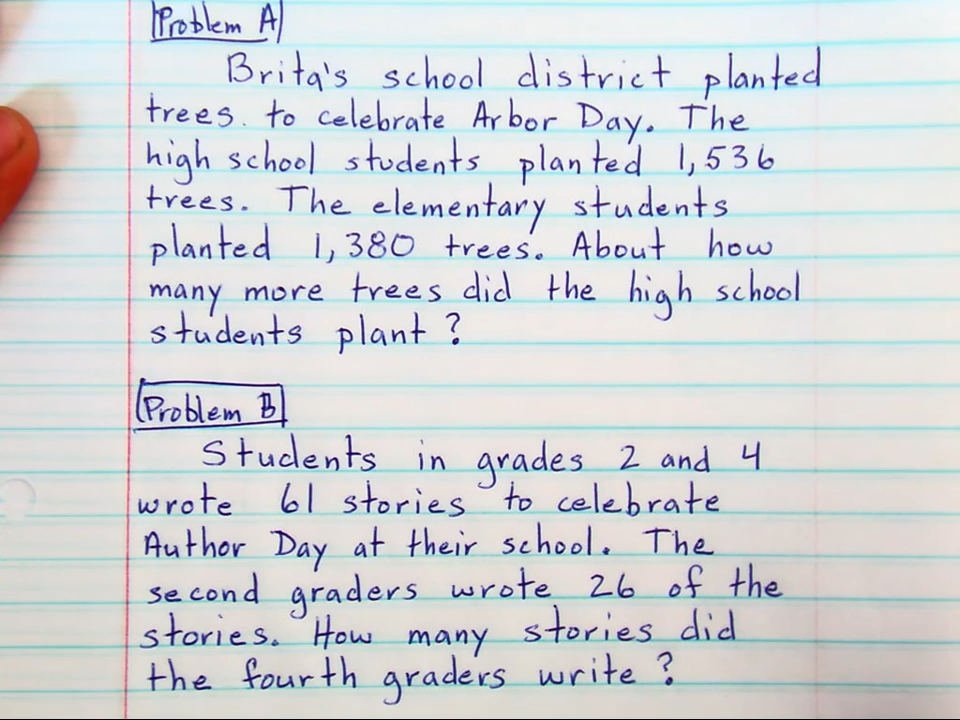 Problem A
Brita's school district planted
trees. to celebrate Arbor Day. The
high school students planted 1,536
trees. The elementary students
planted 1,380 trees. About how
many more trees did the high school
students plant?
Problem B
Students in grades 2 and 4
wrote 61 stories to celebrate
Author Day at their school. The
second graders wrote 26 of the
stories. How many stories did
the fourth graders write?